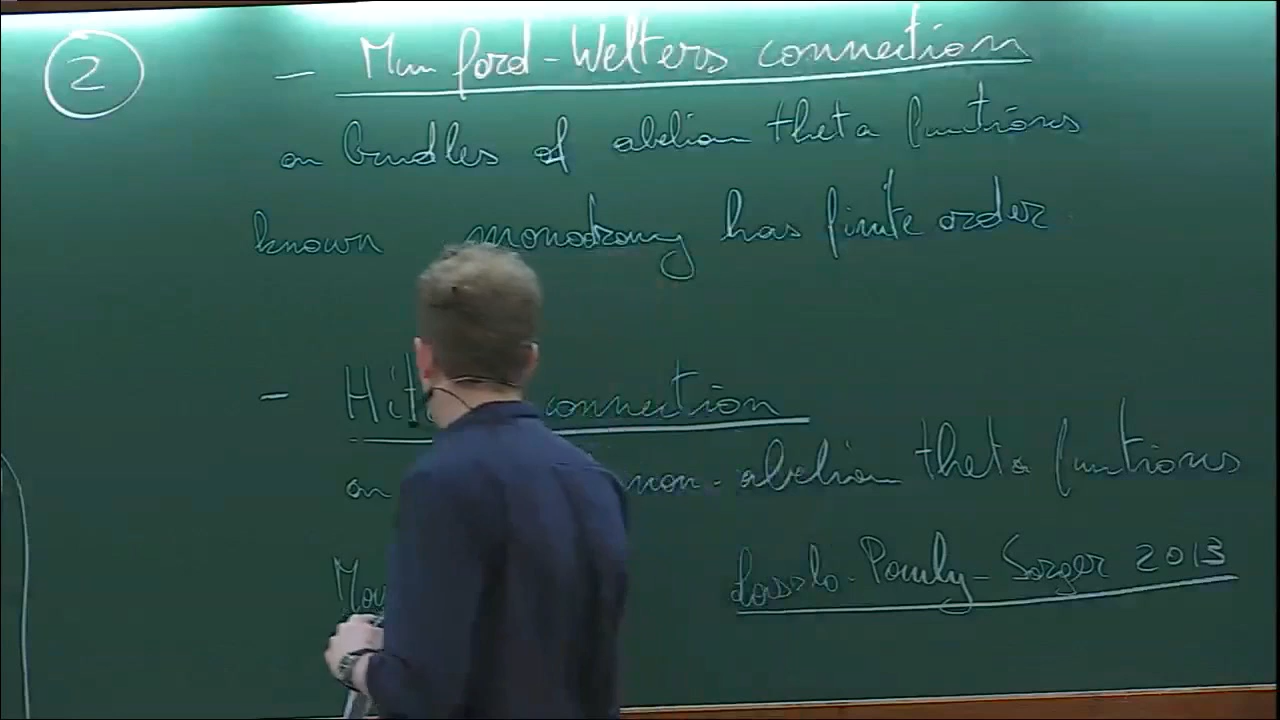 2
- Mumford-Welters connection
on bundles of abelian theta functions
known monodromy has finite order
- Hit connection
on non-abelian theta functions
Mo Laszlo-Pauly-Sorger 2013